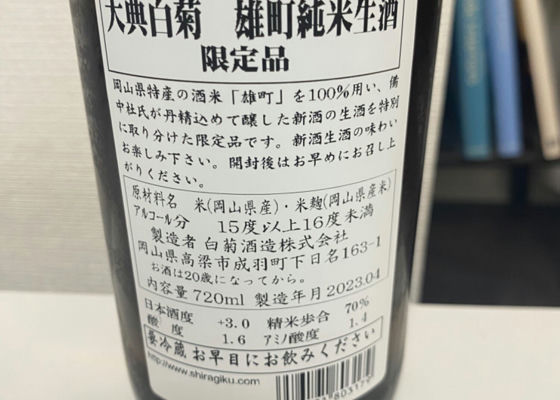 大典白菊　雄町純米生酒
限定品
岡山県特産の酒米「雄町」を100%用い、備
中杜氏が丹精込めて醸した新酒の生酒を特別
に取り分けた限定品です。新酒生酒の味わい
お楽しみ下さい。開封後はお早めにお召し上
がりください。
原材料名　米(岡山県産)・米麹(岡山県産米)
アルコール分　15度以上16度未満
製造者 白菊酒造株式会社
岡山県高梁市成羽町下日名163-1
お酒は20歳になってから。
内容量 720ml 製造年月 2023.04
日本酒度　+3.0　精米歩合　70%
酸　度　1.6　アミノ酸度　1.4
要冷蔵 お早目にお飲みください
http://www.shiragiku.com